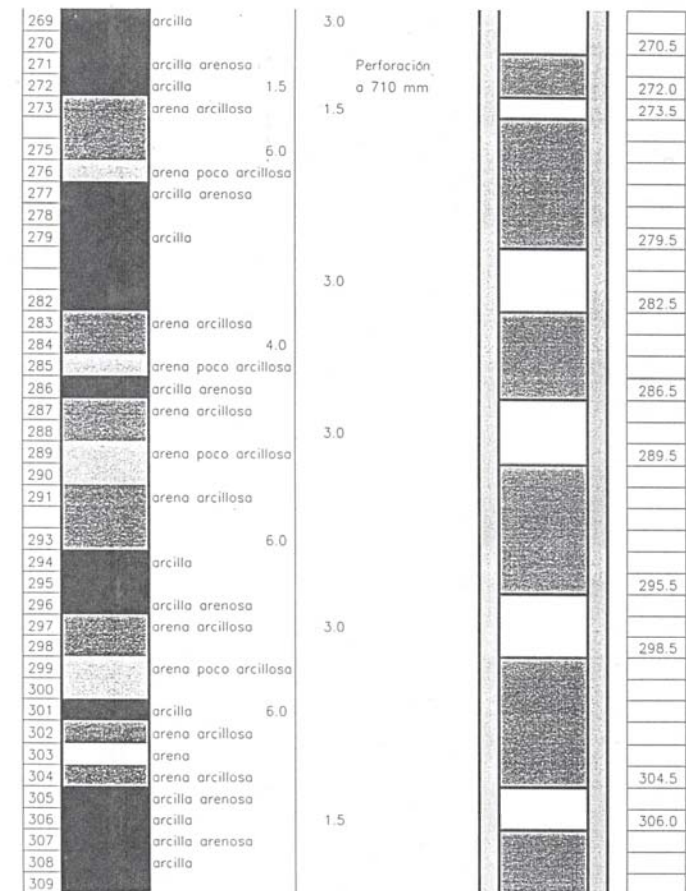 269 arcilla 3.0
270 270.5
271 arcilla arenosa Perforación
272 arcilla 1.5 a 710 mm 272.0
273 arena arcillosa 1.5 273.5
275 6.0
276 arena poco arcillosa
277 arcilla arenosa
278
279 arcilla 279.5
3.0
282 282.5
283 arena arcillosa
284 4.0
285 arena poco arcillosa
286 arcilla arenosa 286.5
287 arena arcillosa
288 3.0
289 arena poco arcillosa 289.5
290
291 arena arcillosa
293 6.0
294 arcilla
295 295.5
296 arcilla arenosa
297 arena arcillosa 3.0
298 298.5
299 arena poco arcillosa
300
301 arcilla 6.0
302 arena arcillosa
303 arena
304 arena arcillosa 304.5
305 arcilla arenosa
306 arcilla 1.5 306.0
307 arcilla arenosa
308 arcilla
309